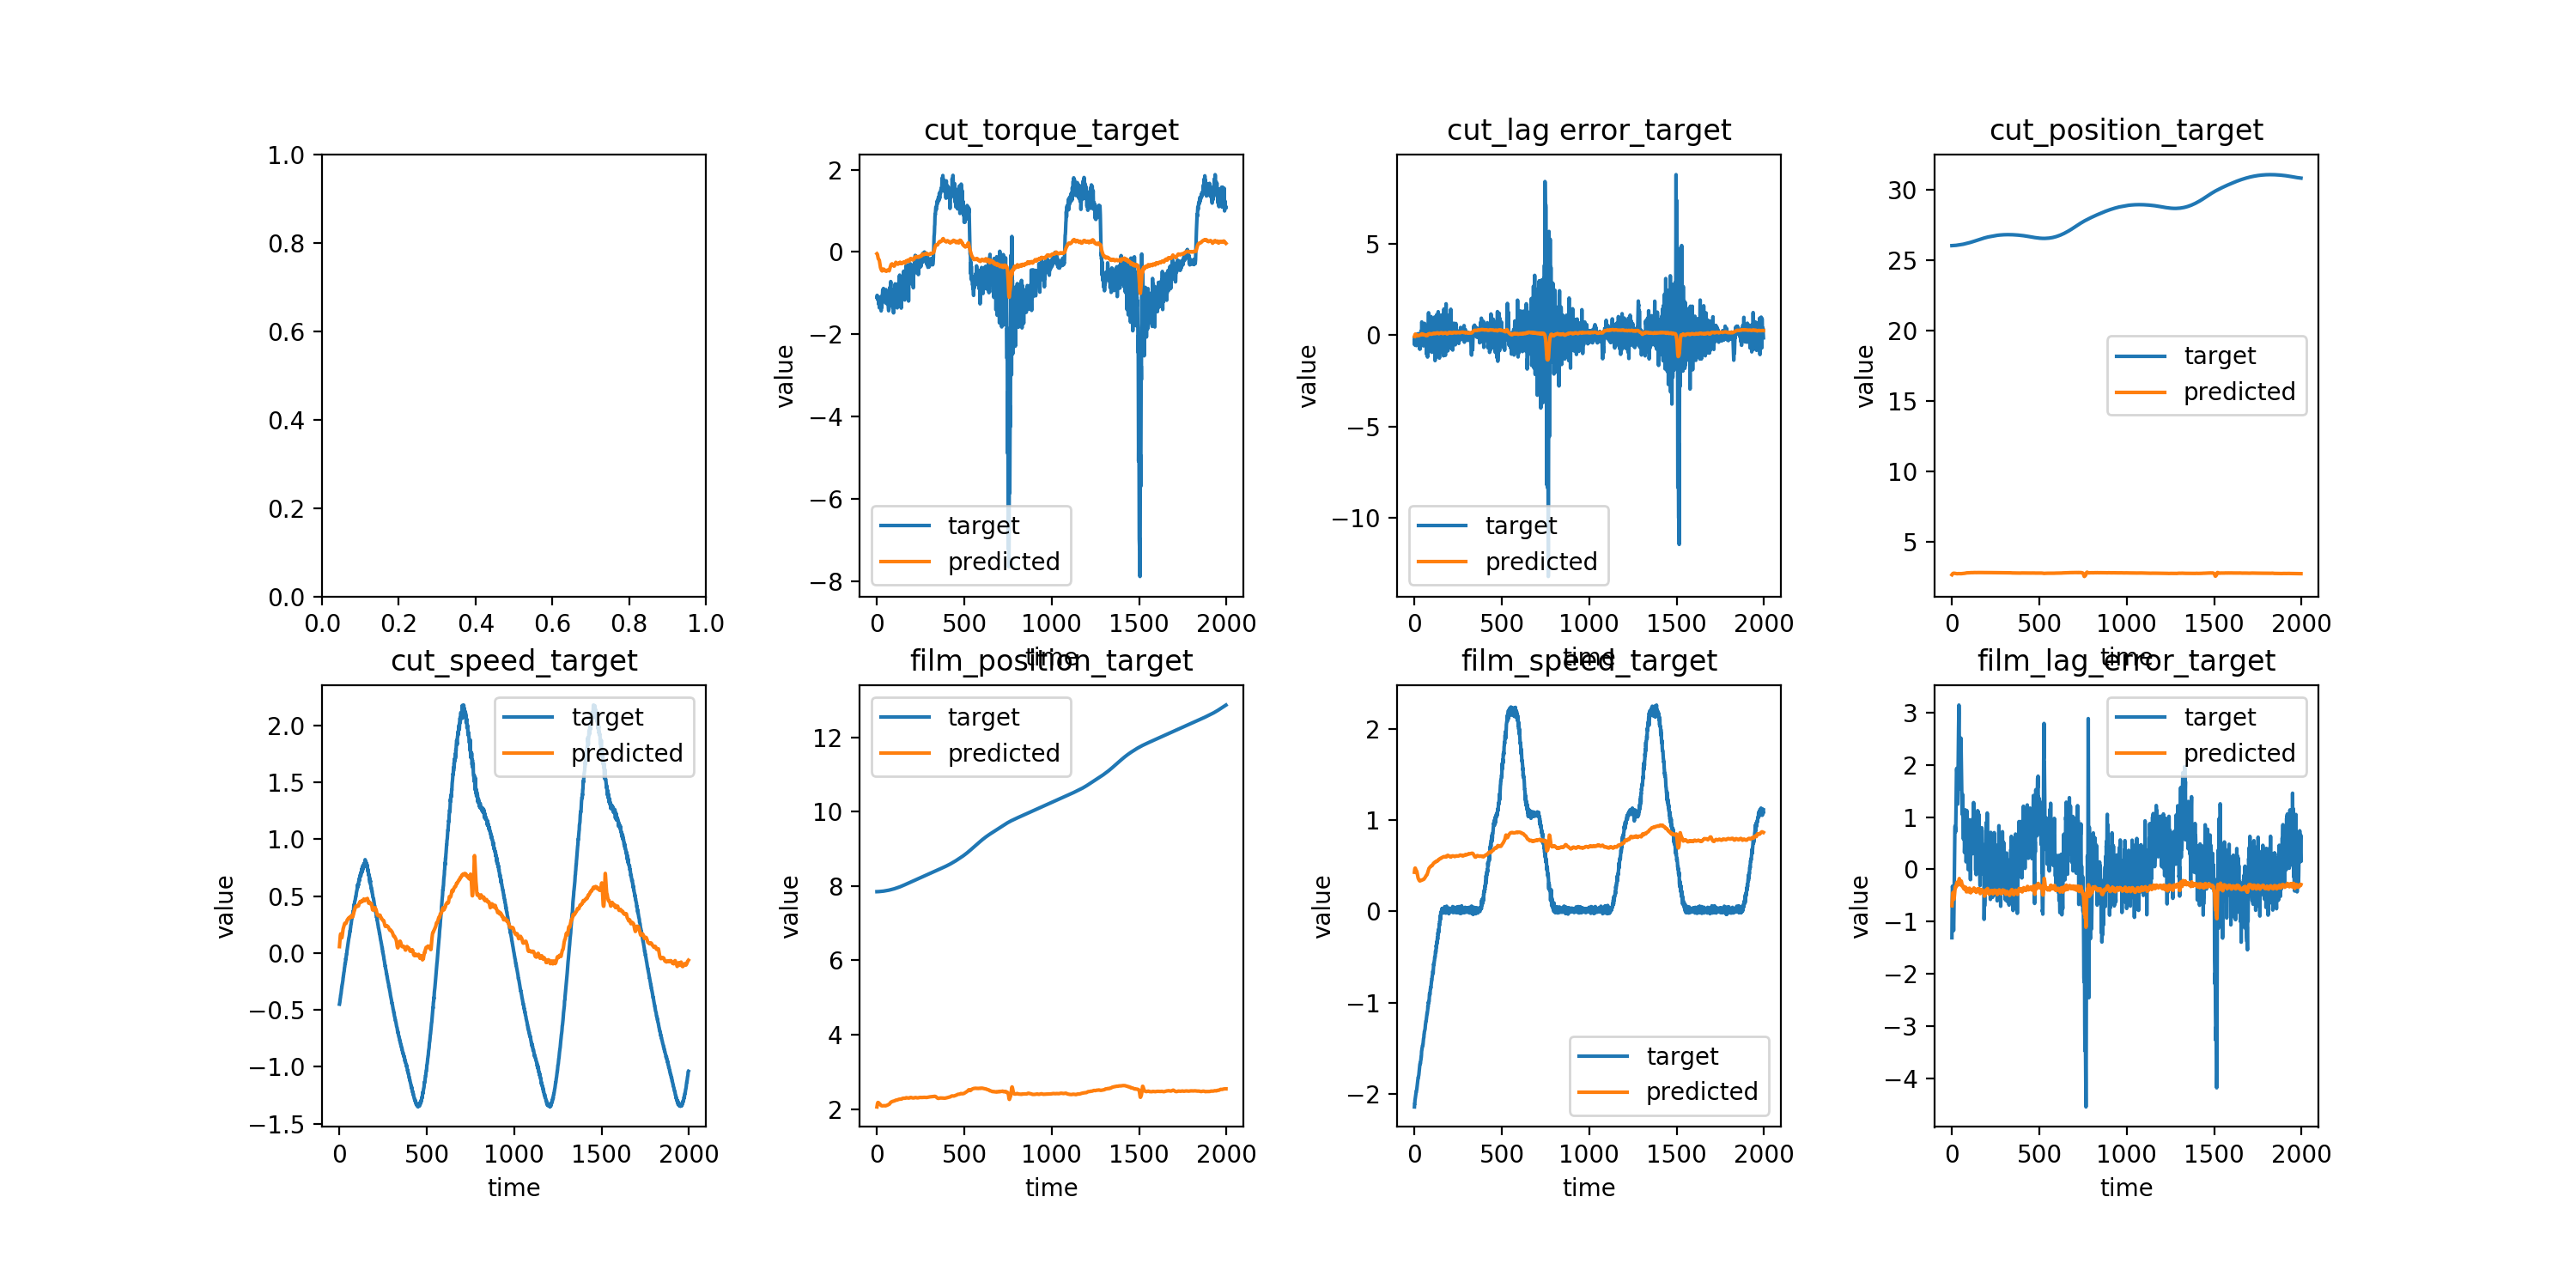 cut_torque_target
cut_lag error_target
cut_position_target
1.0
0.8
0.6
0.4
0.2
0.0
0.0 0.2 0.4 0.6 0.8 1.0
value
2
0
−2
−4
−6
−8
target
predicted
0 500 1000 1500 2000
time
value
5
0
−5
−10
target
predicted
0 500 1000 1500 2000
time
value
30
25
20
15
10
5
target
predicted
0 500 1000 1500 2000
time
cut_speed_target
film_position_target
film_speed_target
film_lag_error_target
value
2.0
1.5
1.0
0.5
0.0
−0.5
−1.0
−1.5
target
predicted
0 500 1000 1500 2000
time
value
12
10
8
6
4
2
target
predicted
0 500 1000 1500 2000
time
value
2
1
0
−1
−2
target
predicted
0 500 1000 1500 2000
time
value
3
2
1
0
−1
−2
−3
−4
target
predicted
0 500 1000 1500 2000
time